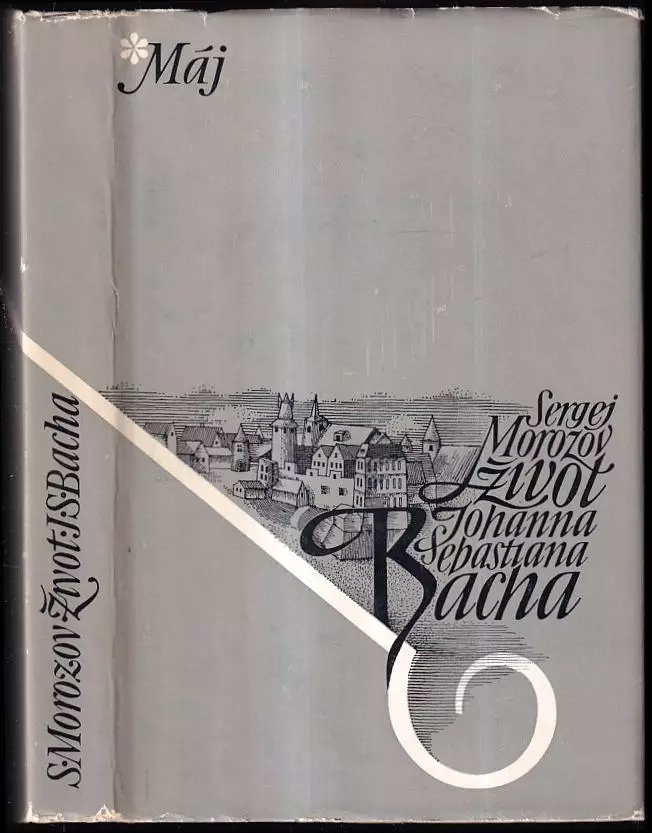 *Máj
Sergej
Morozov
život
Johanna
Sebastiana
Bacha
S·Morozov·Život·J·S·Bacha